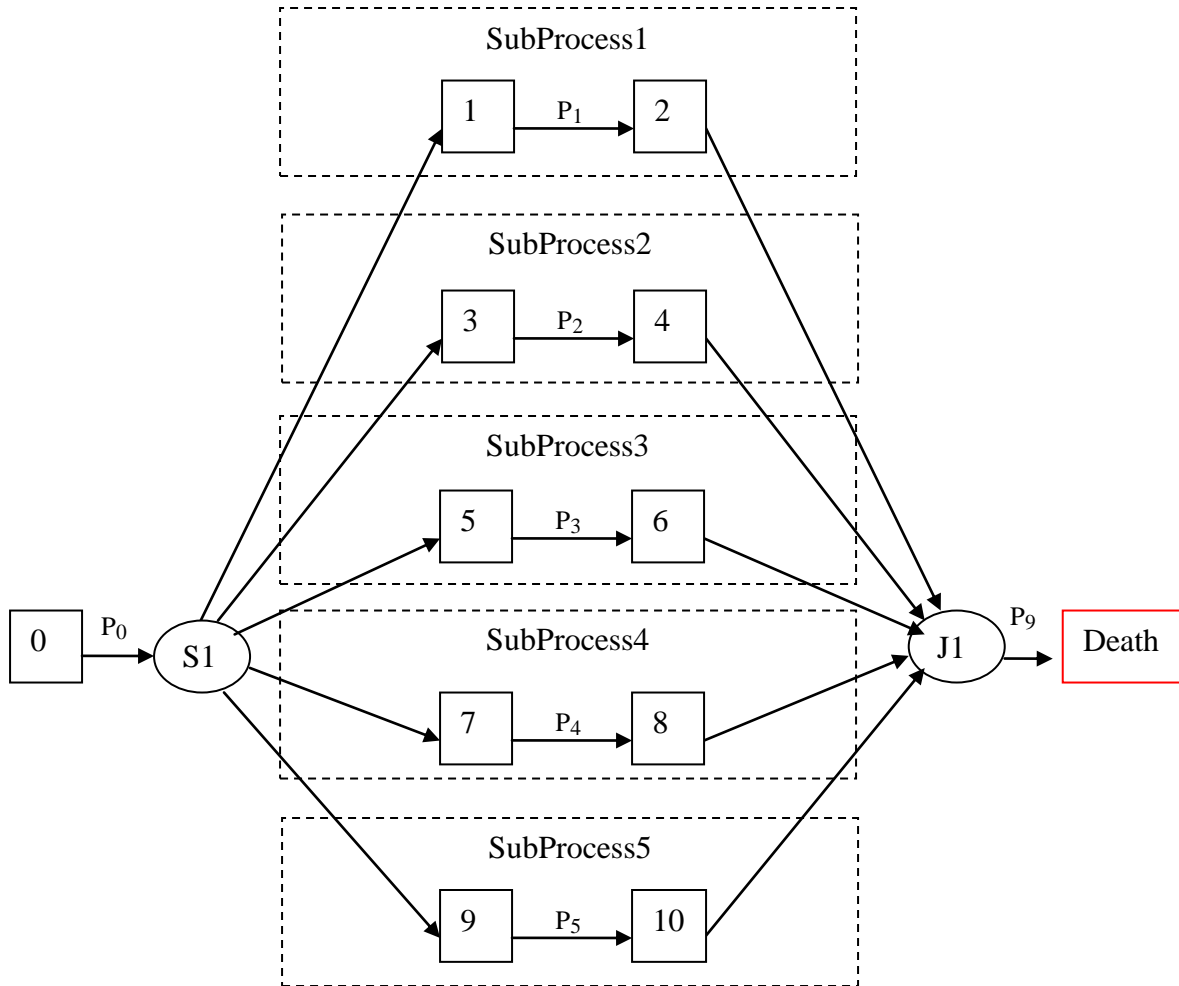 SubProcess1
1 P1 2
SubProcess2
3 P2 4
SubProcess3
5 P3 6
0 P0 S1
SubProcess4
J1 P9 Death
7 P4 8
SubProcess5
9 P5 10